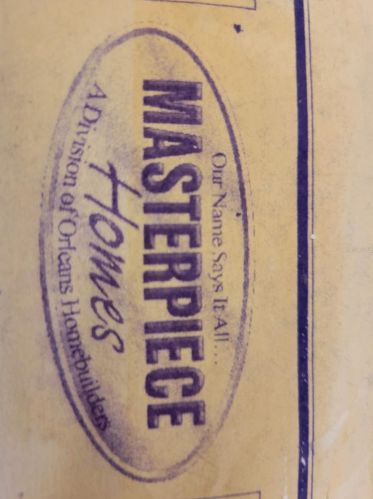 Our Name Says It All...
MASTERPIECE
Homes
A Division of Orleans Homebuilders